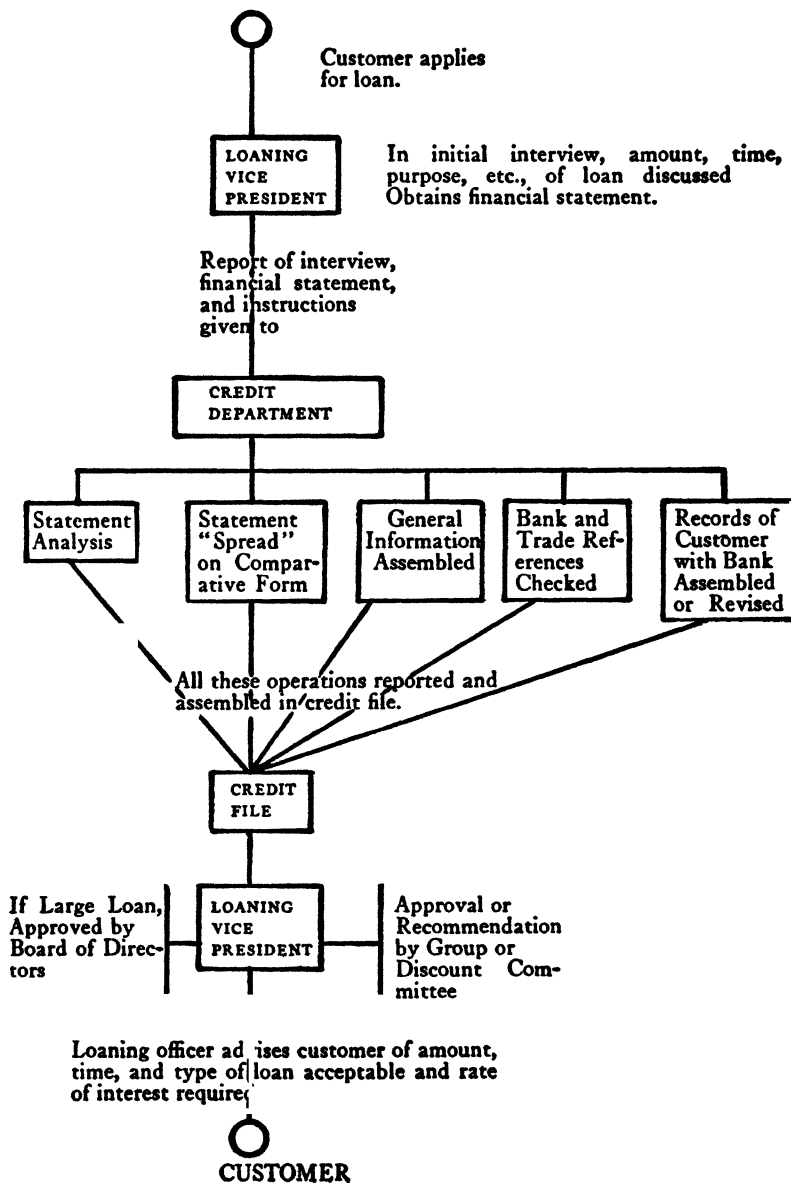 Customer applies
for loan.
LOANING
VICE
PRESIDENT
In initial interview, amount, time,
purpose, etc., of loan discussed
Obtains financial statement.
Report of interview,
financial statement,
and instructions
given to
CREDIT
DEPARTMENT
Statement
Analysis
Statement
“Spread”
on Compar-
ative Form
General
Information
Assembled
Bank and
Trade Ref-
erences
Checked
Records of
Customer
with Bank
Assembled
or Revised
All these operations reported and
assembled in credit file.
CREDIT
FILE
If Large Loan,
Approved by
Board of Direc-
tors
LOANING
VICE
PRESIDENT
Approval or
Recommendation
by Group or
Discount Com-
mittee
Loaning officer advises customer of amount,
time, and type of loan acceptable and rate
of interest required
CUSTOMER